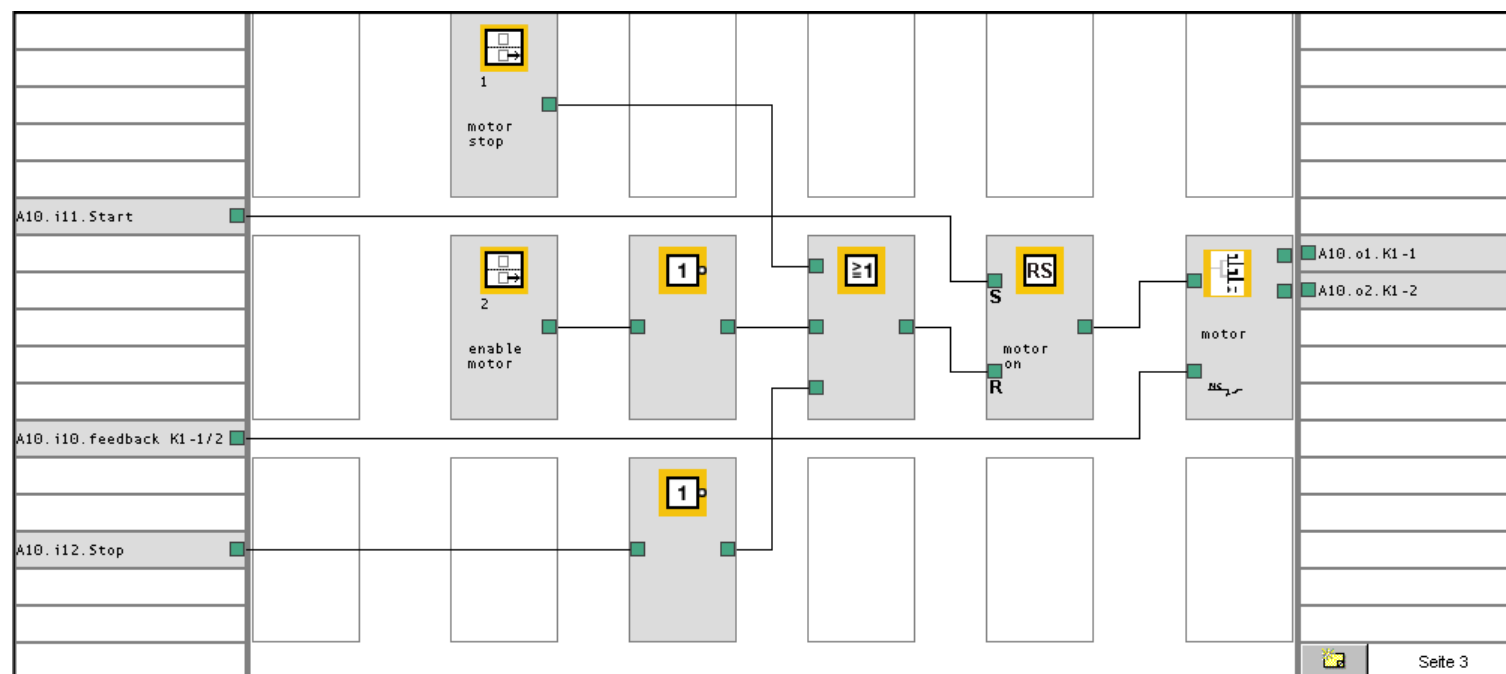 1
motor
stop
A10.i11.Start
2
enable
motor
1
≧1
S
R
RS
motor
on
motor
NS
A10.o1.K1-1
A10.o2.K1-2
A10.i10.feedback K1-1/2
1
A10.i12.Stop
Seite 3